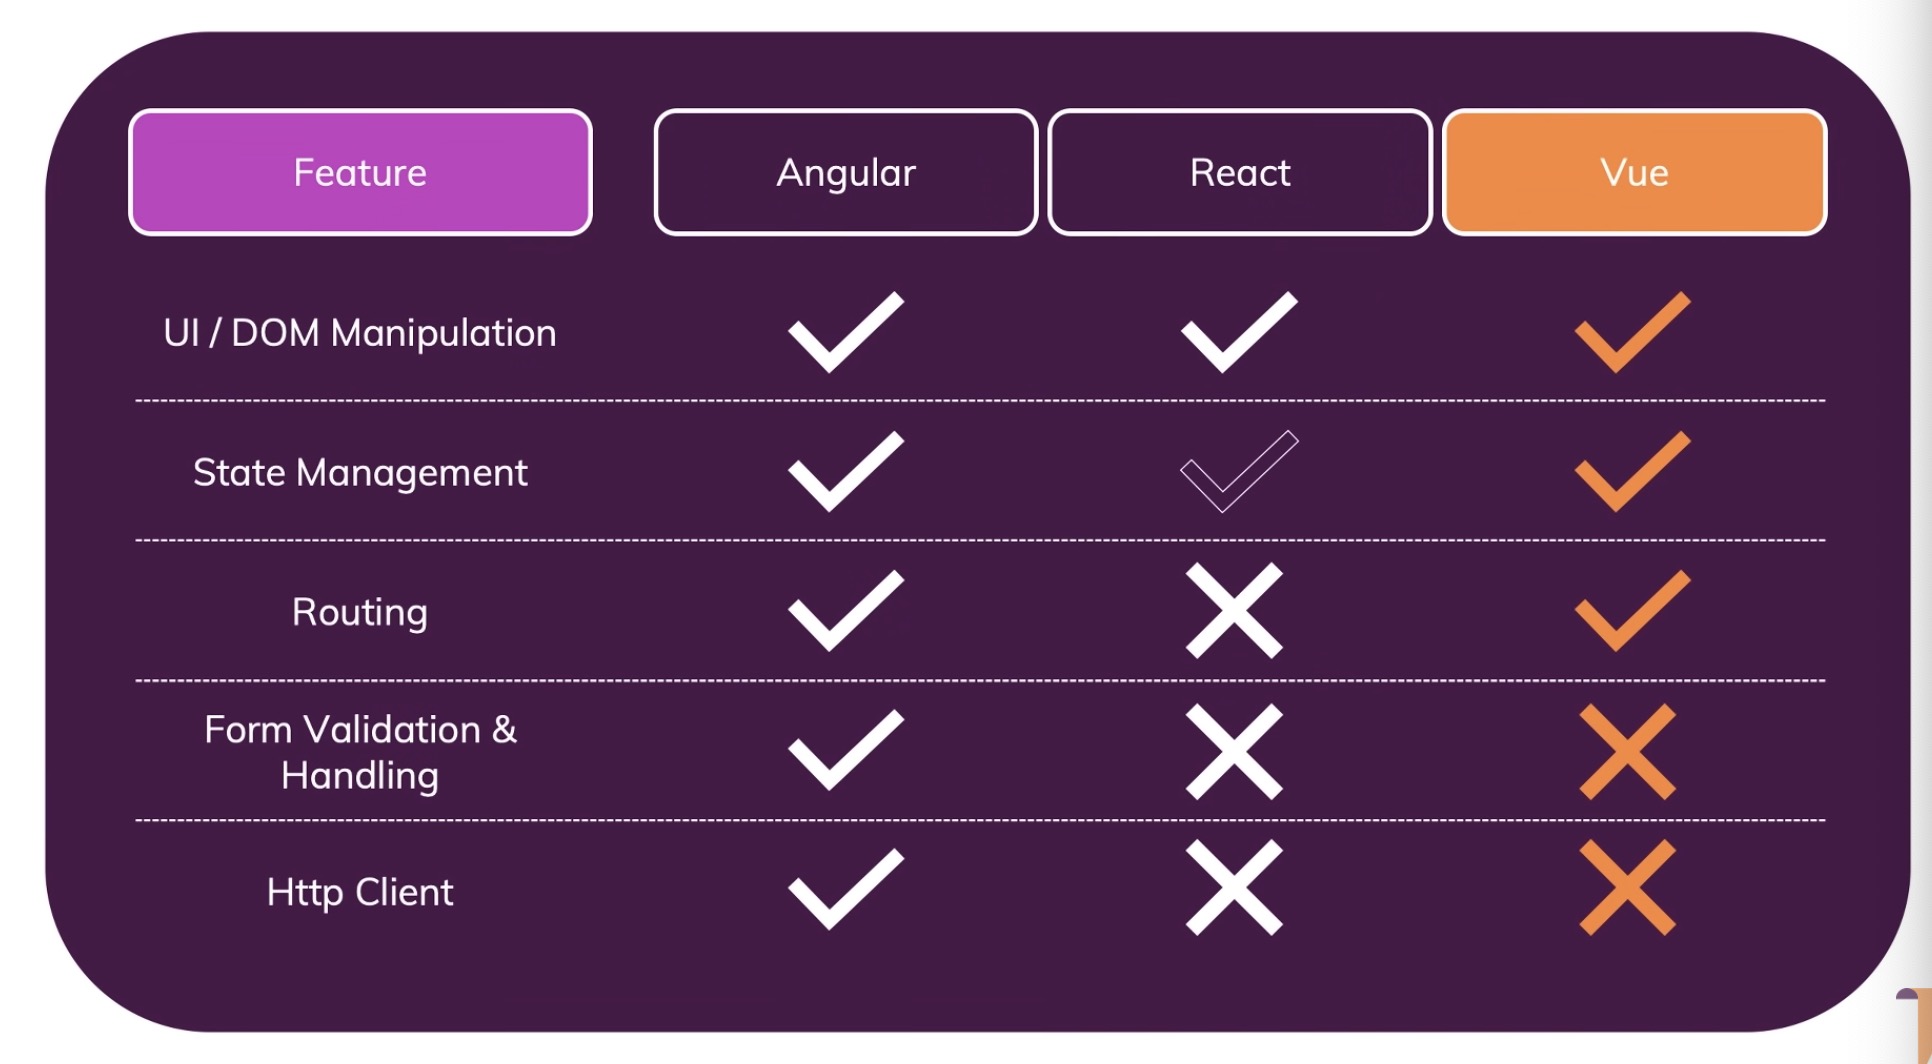 Feature
Angular
React
Vue
UI / DOM Manipulation
State Management
Routing
Form Validation &
Handling
Http Client